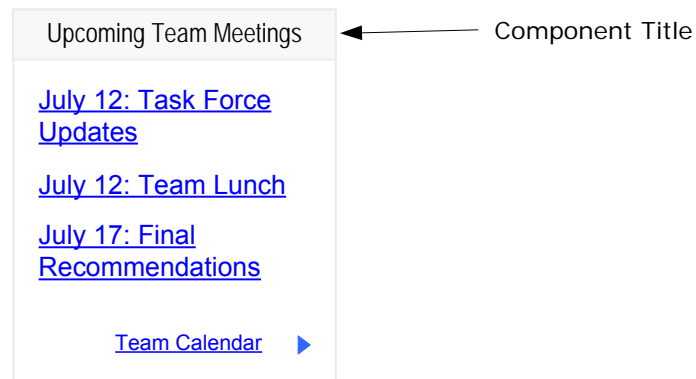 Upcoming Team Meetings
Component Title
July 12: Task Force
Updates
July 12: Team Lunch
July 17: Final
Recommendations
Team Calendar